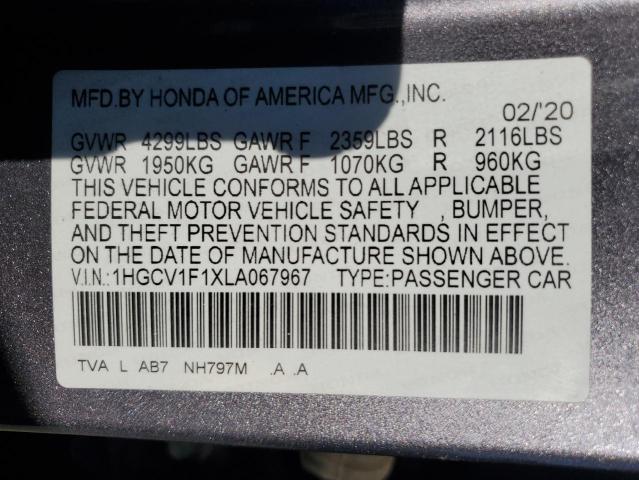 MFD.BY HONDA OF AMERICA MFG.,INC.
02/'20
GVWR 4299LBS GAWR F 2359LBS R 2116LBS
GVWR 1950KG GAWR F 1070KG R 960KG
THIS VEHICLE CONFORMS TO ALL APPLICABLE
FEDERAL MOTOR VEHICLE SAFETY , BUMPER,
AND THEFT PREVENTION STANDARDS IN EFFECT
ON THE DATE OF MANUFACTURE SHOWN ABOVE.
V.I.N.:1HGCV1F1XLA067967 TYPE:PASSENGER CAR
TVA L AB7 NH797M .A .A